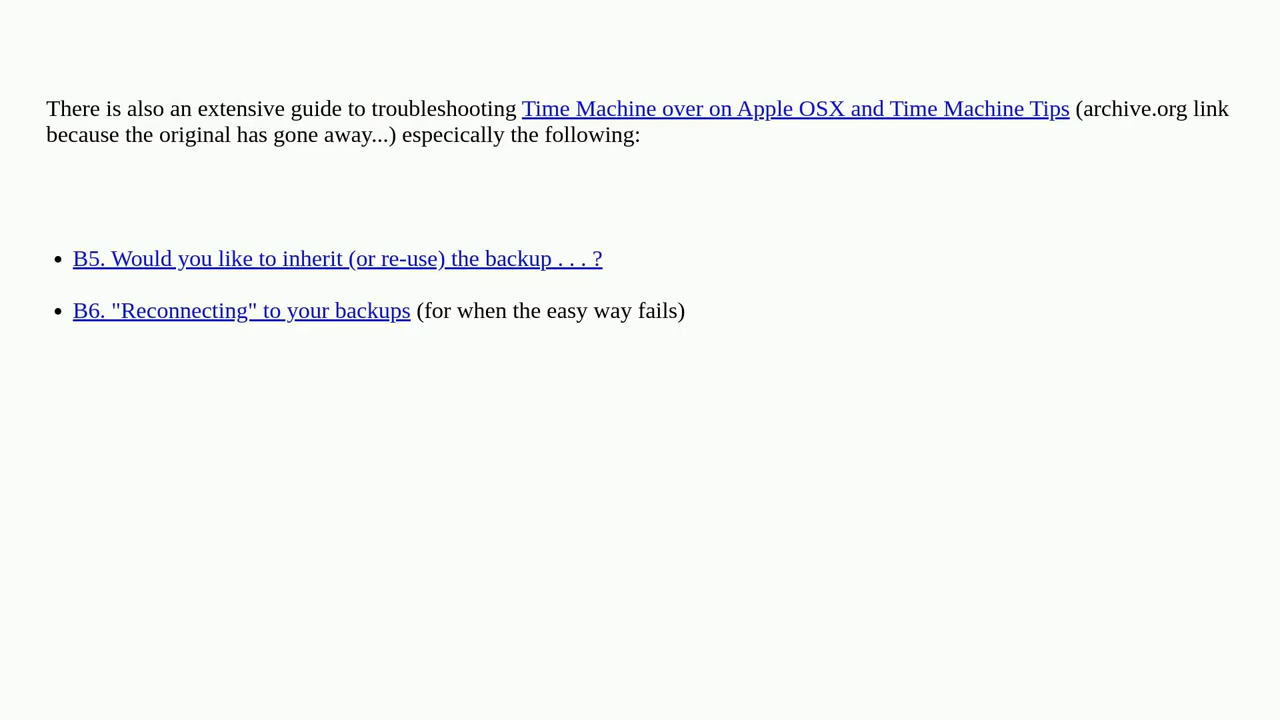 There is also an extensive guide to troubleshooting Time Machine over on Apple OSX and Time Machine Tips (archive.org link
because the original has gone away...) especically the following:
• B5. Would you like to inherit (or re-use) the backup . . . ?
• B6. "Reconnecting" to your backups (for when the easy way fails)